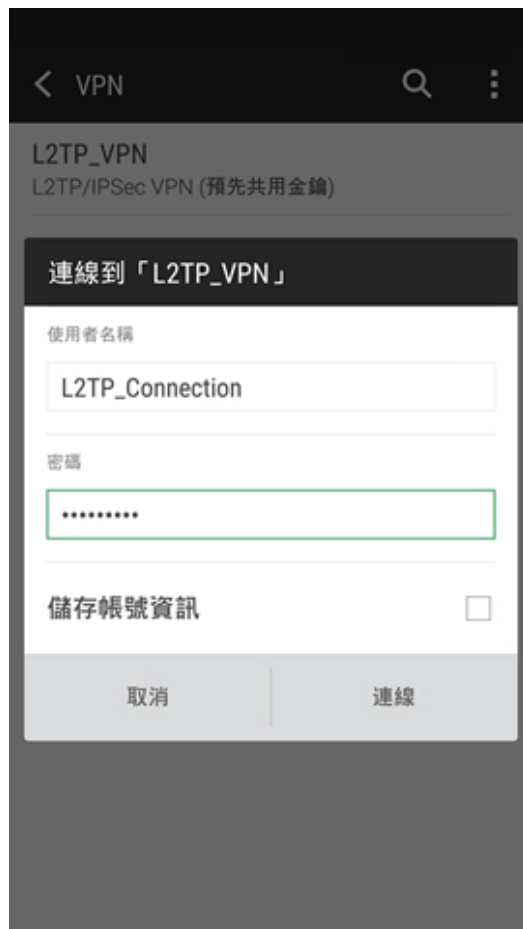 VPN
L2TP_VPN
L2TP/IPSec VPN (預先共用金鑰)
連線到「L2TP_VPN」
使用者名稱
L2TP_Connection
密碼
•••••••••
儲存帳號資訊
取消
連線